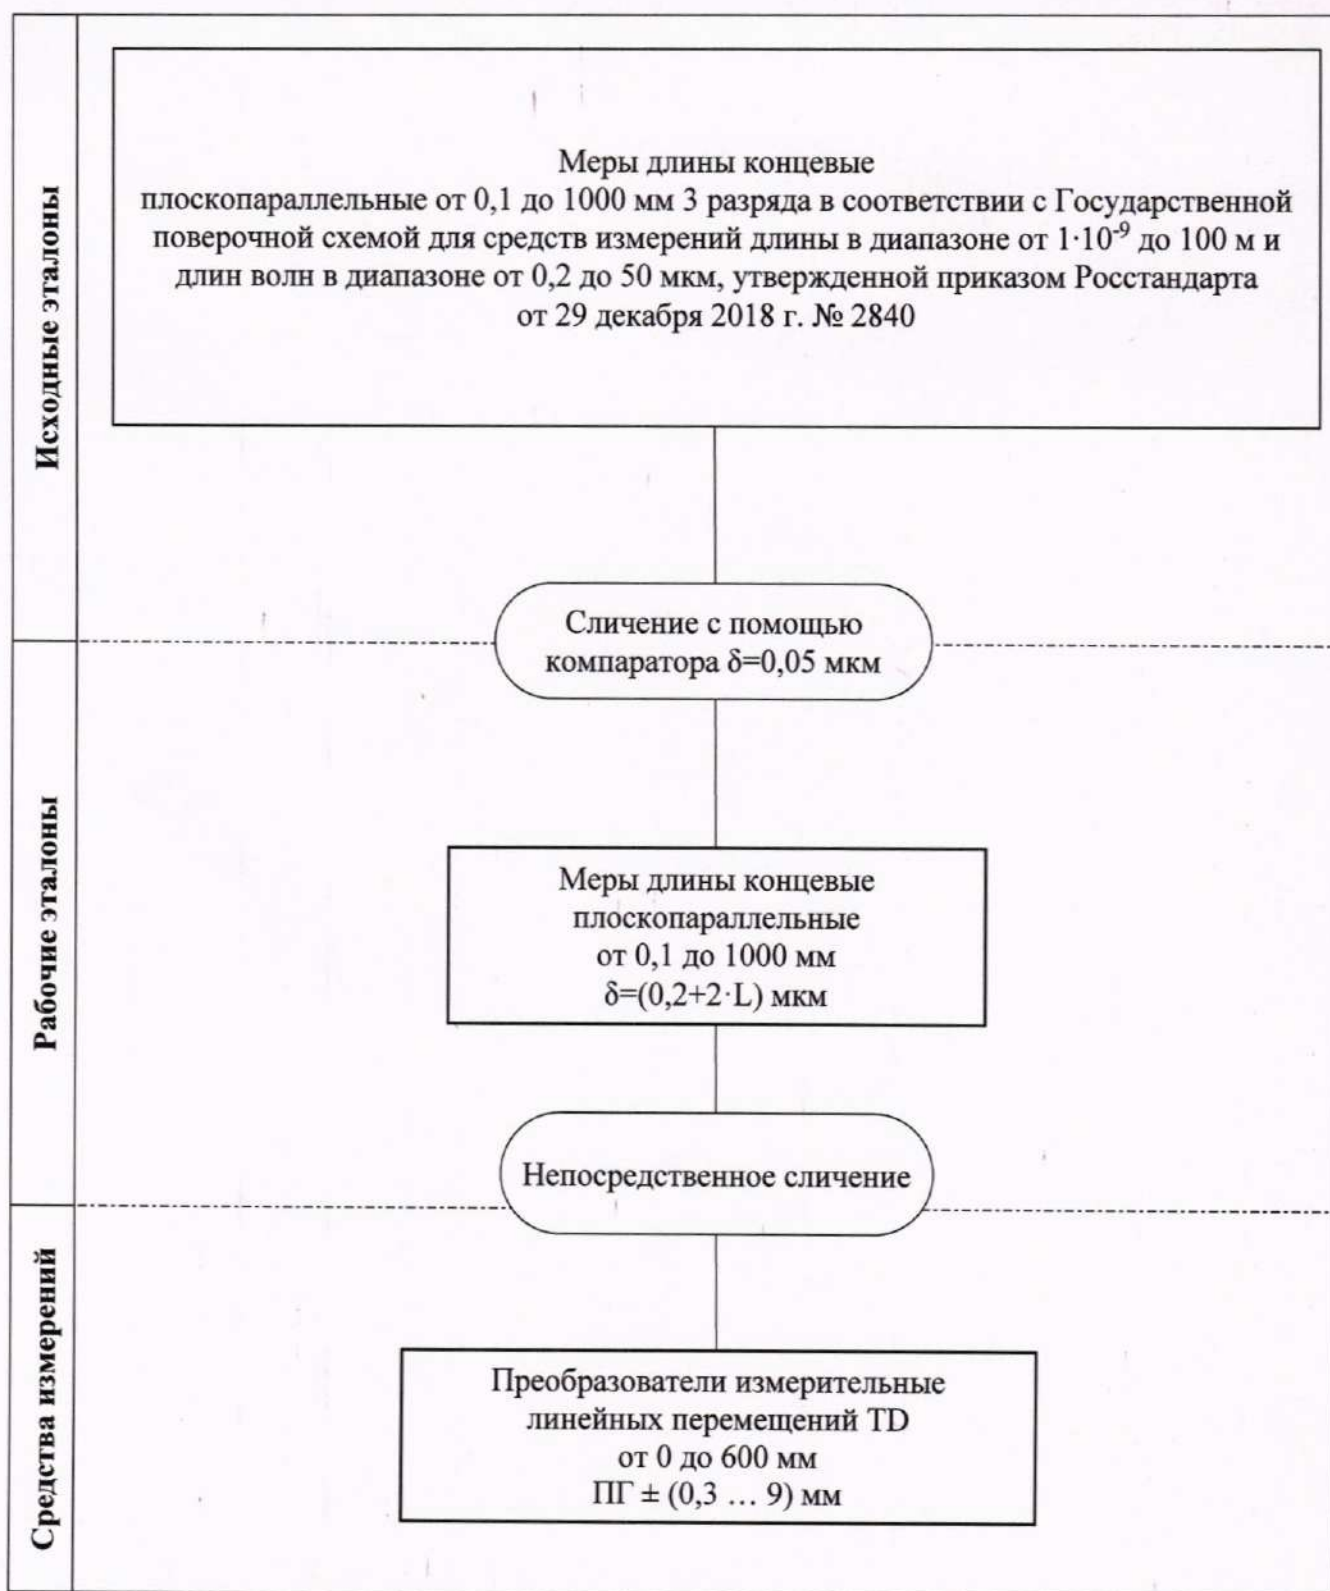 Исходные эталоны
Меры длины концевые
плоскопараллельные от 0,1 до 1000 мм 3 разряда в соответствии с Государственной
поверочной схемой для средств измерений длины в диапазоне от 1·10⁻⁹ до 100 м и
длин волн в диапазоне от 0,2 до 50 мкм, утвержденной приказом Росстандарта
от 29 декабря 2018 г. № 2840
Сличение с помощью
компаратора δ=0,05 мкм
Рабочие эталоны
Меры длины концевые
плоскопараллельные
от 0,1 до 1000 мм
δ=(0,2+2·L) мкм
Непосредственное сличение
Средства измерений
Преобразователи измерительные
линейных перемещений TD
от 0 до 600 мм
ПГ ± (0,3 … 9) мм